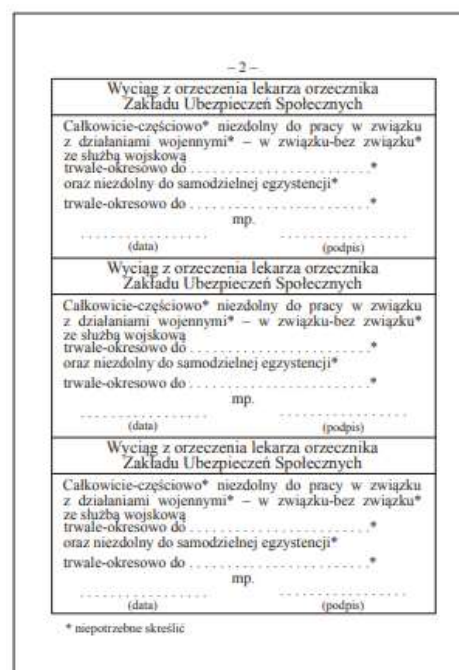 – 2 –
Wyciąg z orzeczenia lekarza orzecznika
Zakładu Ubezpieczeń Społecznych
Całkowicie-częściowo* niezdolny do pracy w związku
z działaniami wojennymi* – w związku-bez związku*
ze służbą wojskową
trwale-okresowo do . . . . . . . . . . . . . . . . . . . . . . . . *
oraz niezdolny do samodzielnej egzystencji*
trwale-okresowo do . . . . . . . . . . . . . . . . . . . . . . . . *
mp.
. . . . . . . . . . . . . . . . . . . . . . . . . . . . . . . . . . . .
(data) (podpis)
Wyciąg z orzeczenia lekarza orzecznika
Zakładu Ubezpieczeń Społecznych
Całkowicie-częściowo* niezdolny do pracy w związku
z działaniami wojennymi* – w związku-bez związku*
ze służbą wojskową
trwale-okresowo do . . . . . . . . . . . . . . . . . . . . . . . . *
oraz niezdolny do samodzielnej egzystencji*
trwale-okresowo do . . . . . . . . . . . . . . . . . . . . . . . . *
mp.
. . . . . . . . . . . . . . . . . . . . . . . . . . . . . . . . . . . .
(data) (podpis)
Wyciąg z orzeczenia lekarza orzecznika
Zakładu Ubezpieczeń Społecznych
Całkowicie-częściowo* niezdolny do pracy w związku
z działaniami wojennymi* – w związku-bez związku*
ze służbą wojskową
trwale-okresowo do . . . . . . . . . . . . . . . . . . . . . . . . *
oraz niezdolny do samodzielnej egzystencji*
trwale-okresowo do . . . . . . . . . . . . . . . . . . . . . . . . *
mp.
. . . . . . . . . . . . . . . . . . . . . . . . . . . . . . . . . . . .
(data) (podpis)
* niepotrzebne skreślić